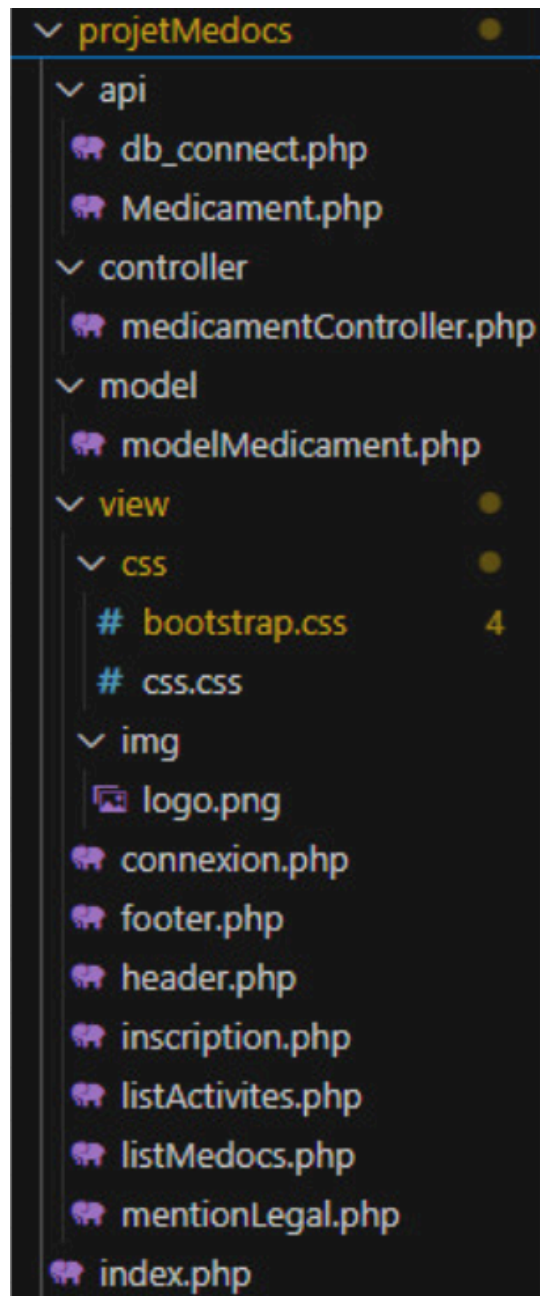 projetMedocs
api
db_connect.php
Medicament.php
controller
medicamentController.php
model
modelMedicament.php
view
css
# bootstrap.css 4
# css.css
img
logo.png
connexion.php
footer.php
header.php
inscription.php
listActivites.php
listMedocs.php
mentionLegal.php
index.php